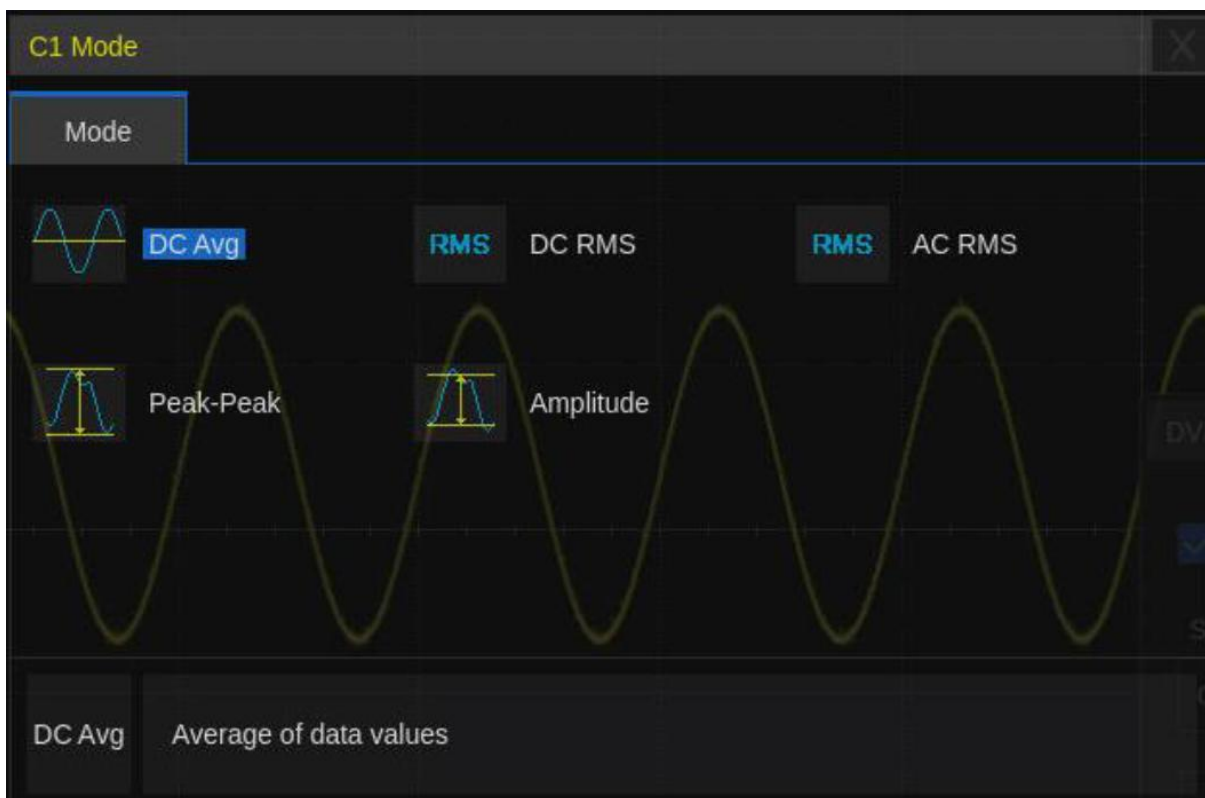 C1 Mode
X
Mode
DC Avg
RMS
DC RMS
RMS
AC RMS
Peak-Peak
Amplitude
DC Avg
Average of data values